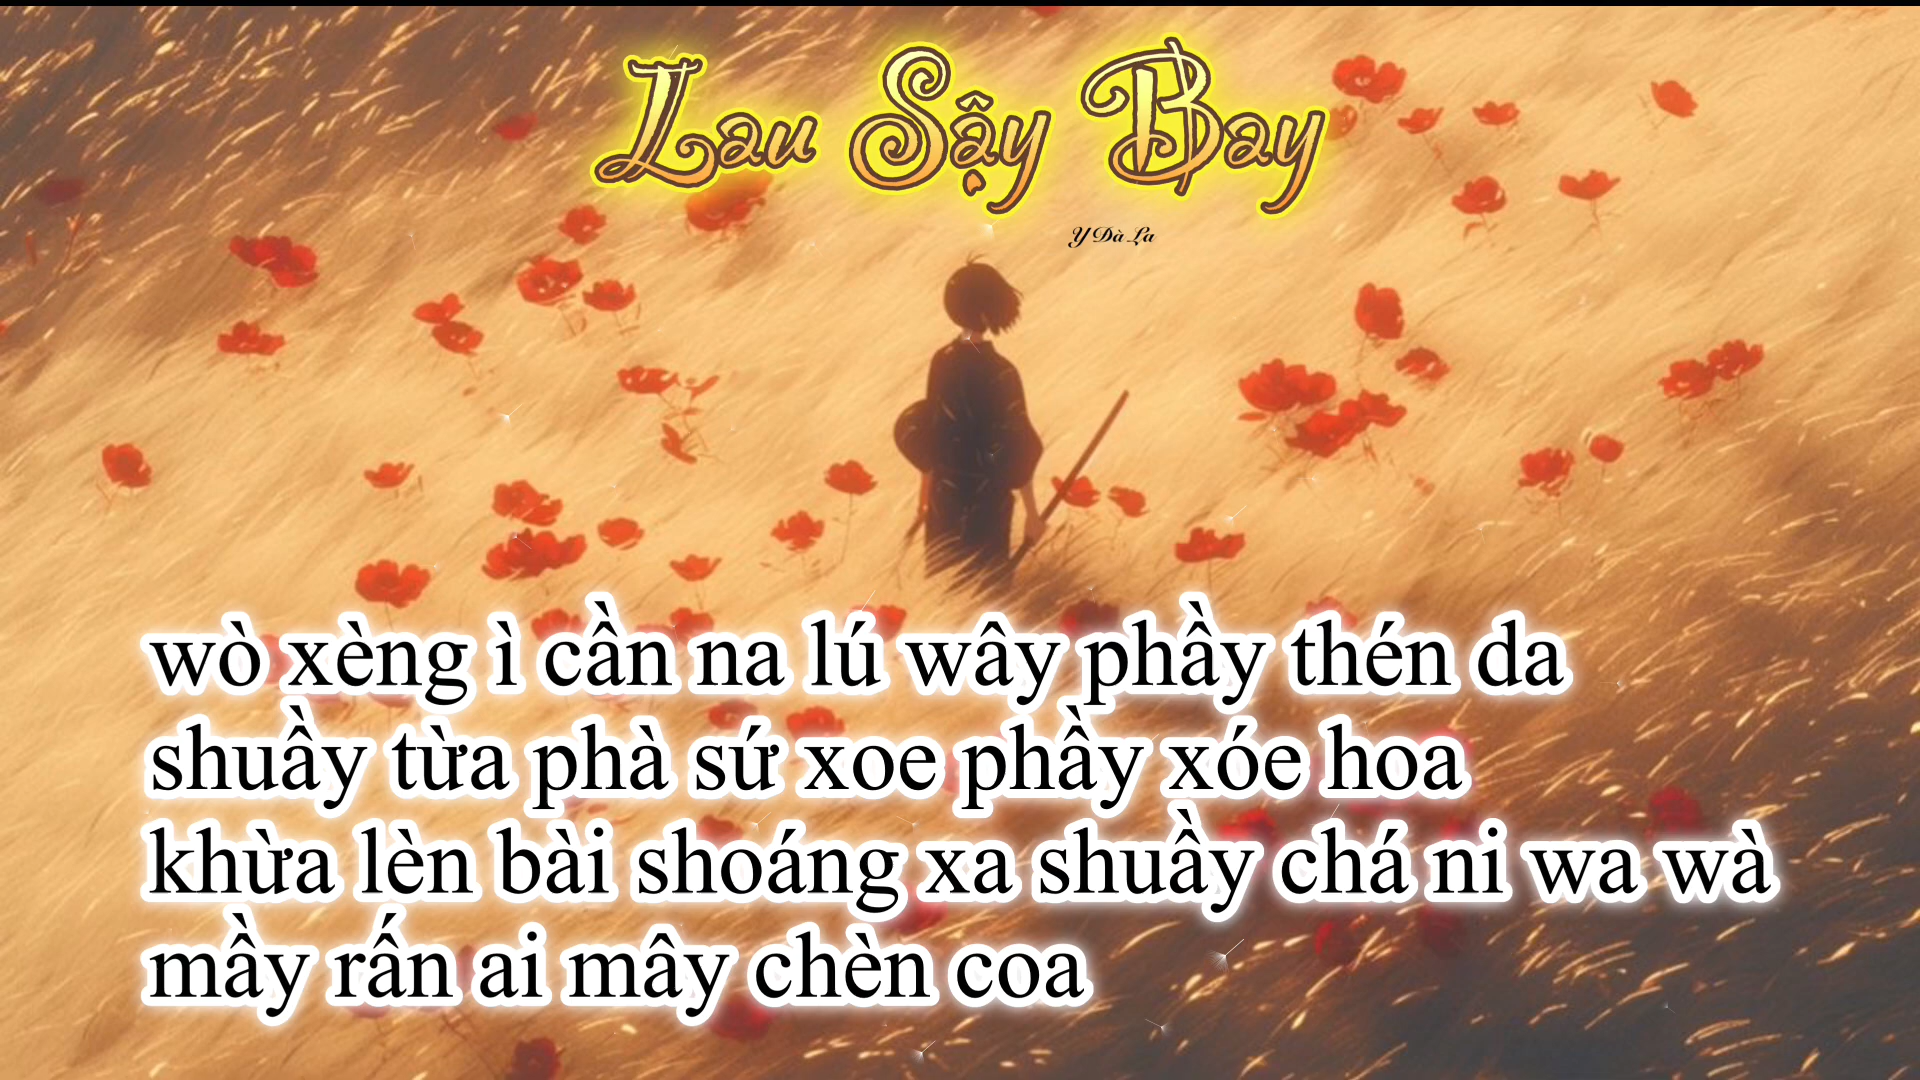 Lau Sậy Bay
Y Dà La
wò xèng ì cần na lú wây phầy thén da
shuầy từa phà sứ xoe phầy xóe hoa
khừa lèn bài shoáng xa shuầy chá ni wa wà
mầy rấn ai mây chèn coa